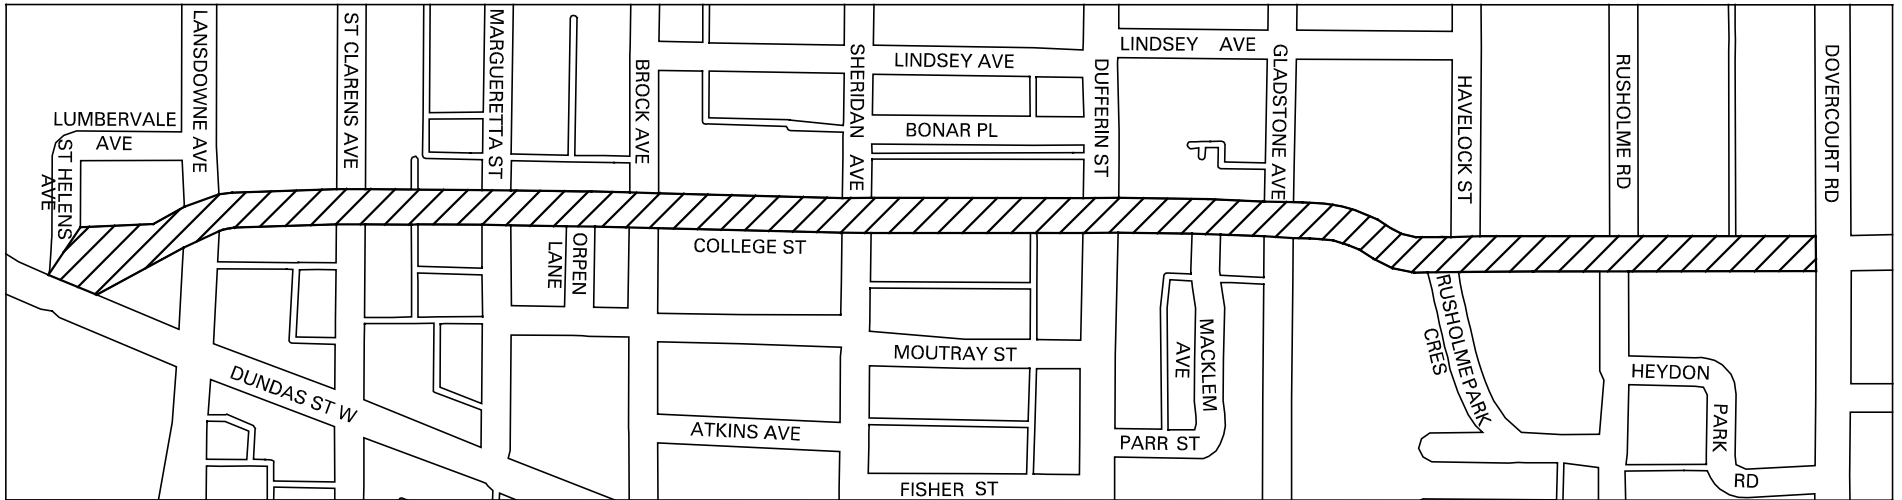 LANSDOWNE AVE
ST CLARENS AVE
MARGUERETTA ST
BROCK AVE
SHERIDAN AVE
LINDSEY AVE
DUFFERIN ST
LINDSEY AVE
GLADSTONE AVE
HAVELOCK ST
RUSHOLME RD
DOVERCOURT RD
LUMBERVALE
AVE
ST HELENS
AVE
BONAR PL
ORPEN
LANE
COLLEGE ST
DUNDAS ST W
MOUTRAY ST
ATKINS AVE
FISHER ST
MACKLEM
AVE
PARR ST
RUSHOLME PARK
CRES
HEYDON
PARK
RD